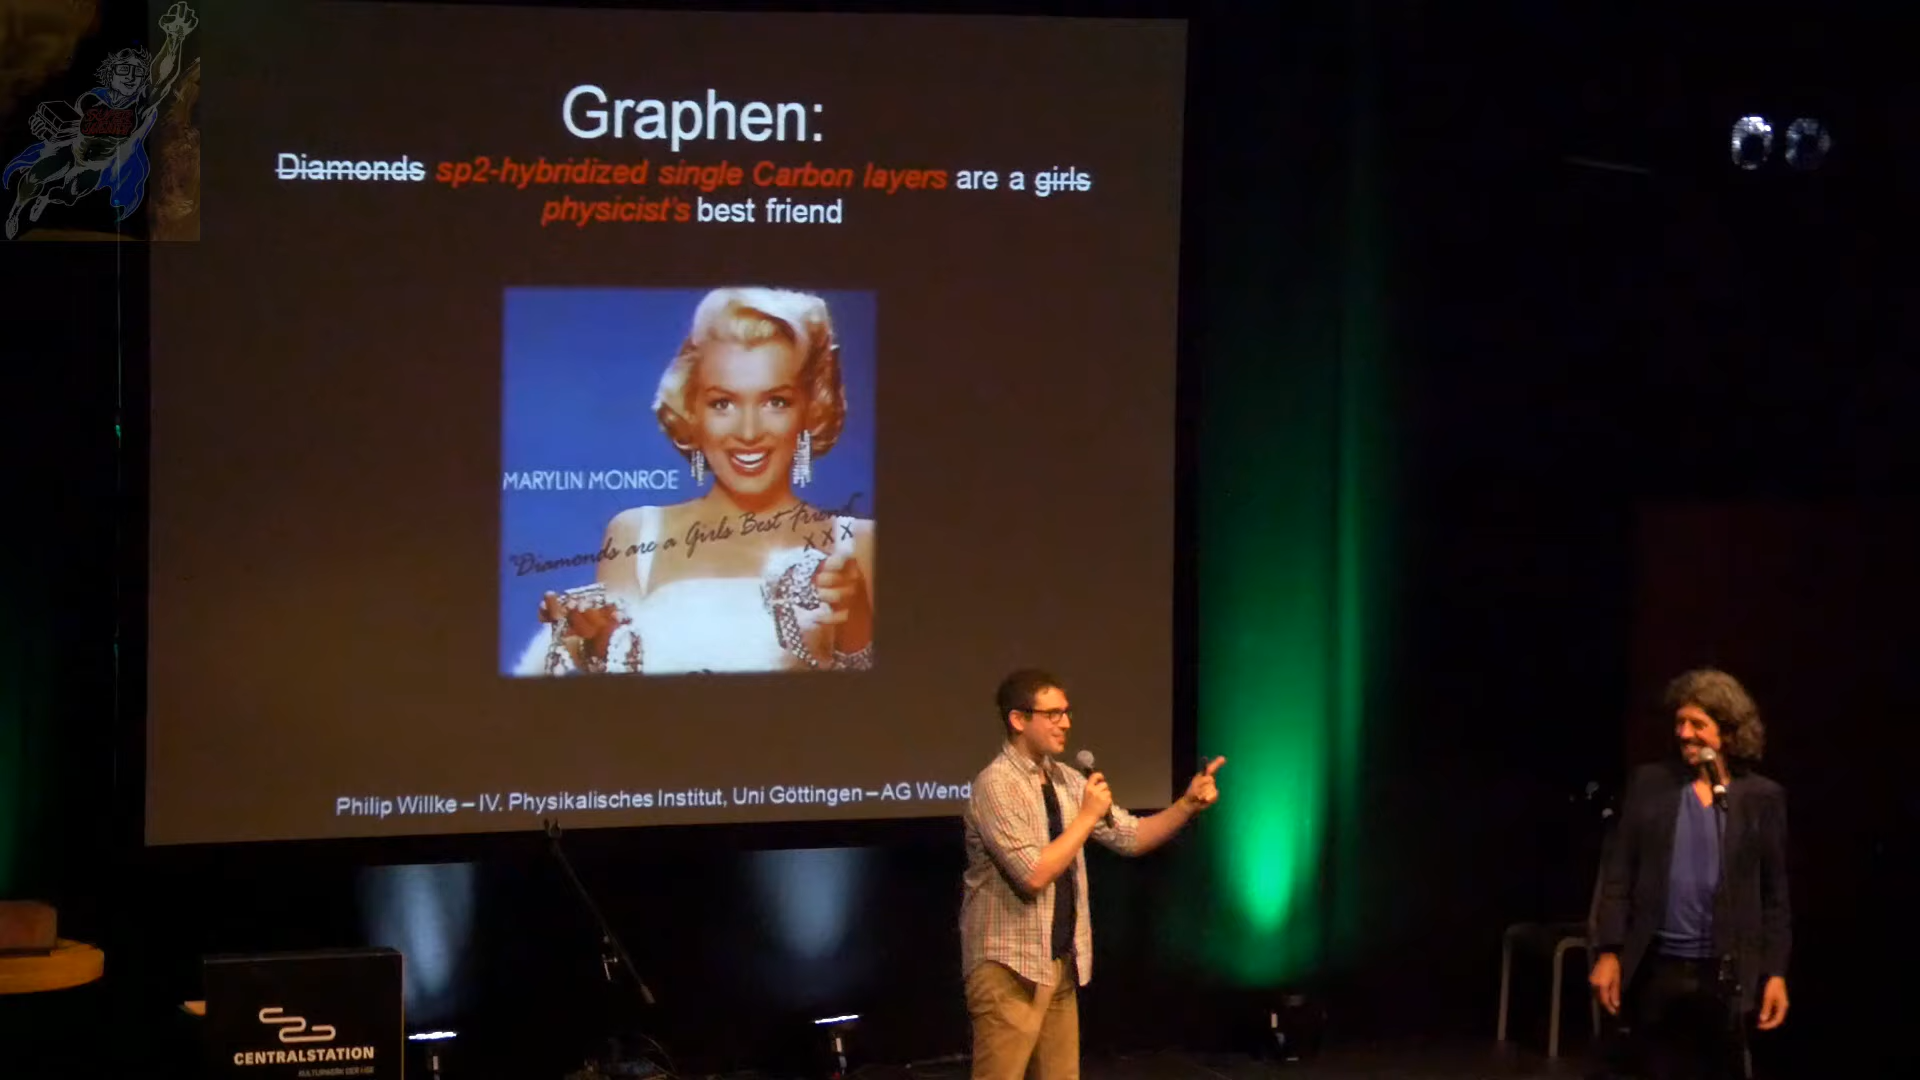 Graphen:
Diamonds sp2-hybridized single Carbon layers are a girls
physicist's best friend
MARYLIN MONROE
"Diamonds are a Girls Best Friend"
XXX
Philip Willke – IV. Physikalisches Institut, Uni Göttingen – AG Wend
CENTRALSTATION